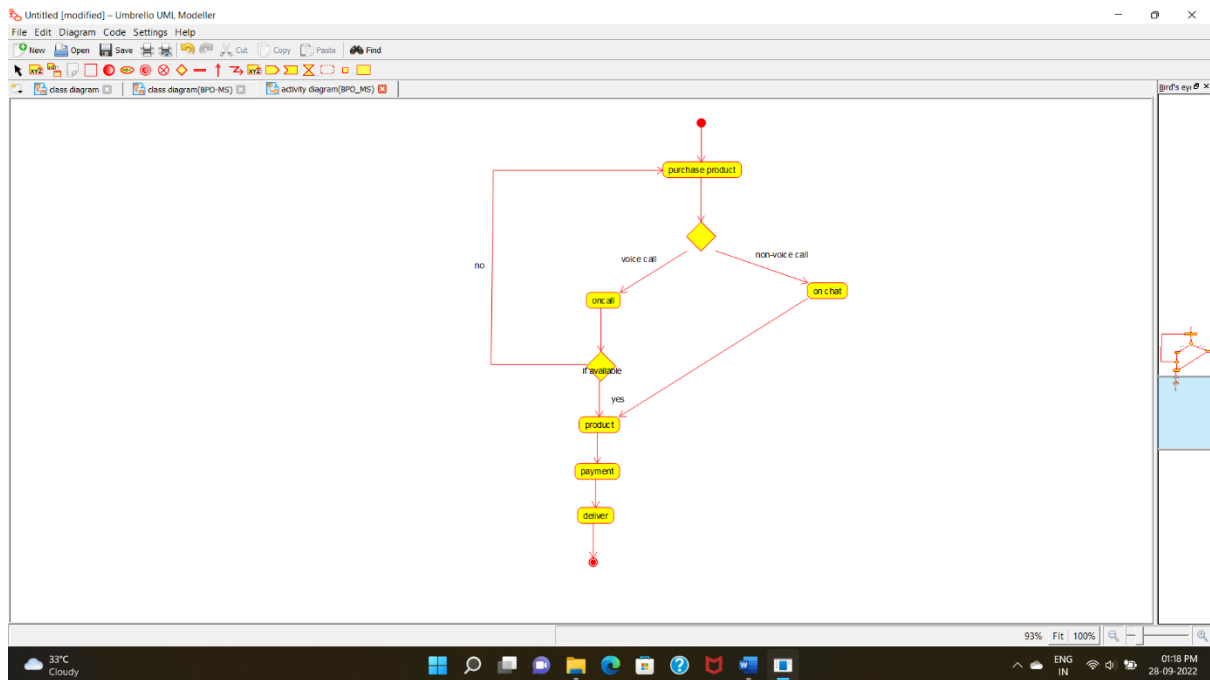 Untitled [modified] – Umbrello UML Modeller
File Edit Diagram Code Settings Help
New Open Save Cut Copy Paste Find
class diagram class diagram(BPO-MS) activity diagram(BPO_MS)
Bird's eye
purchase product
voice call
non-voice call
no
on chat
oncall
if available
yes
product
payment
deliver
93% Fit 100%
33°C
Cloudy
ENG
IN
01:18 PM
28-09-2022